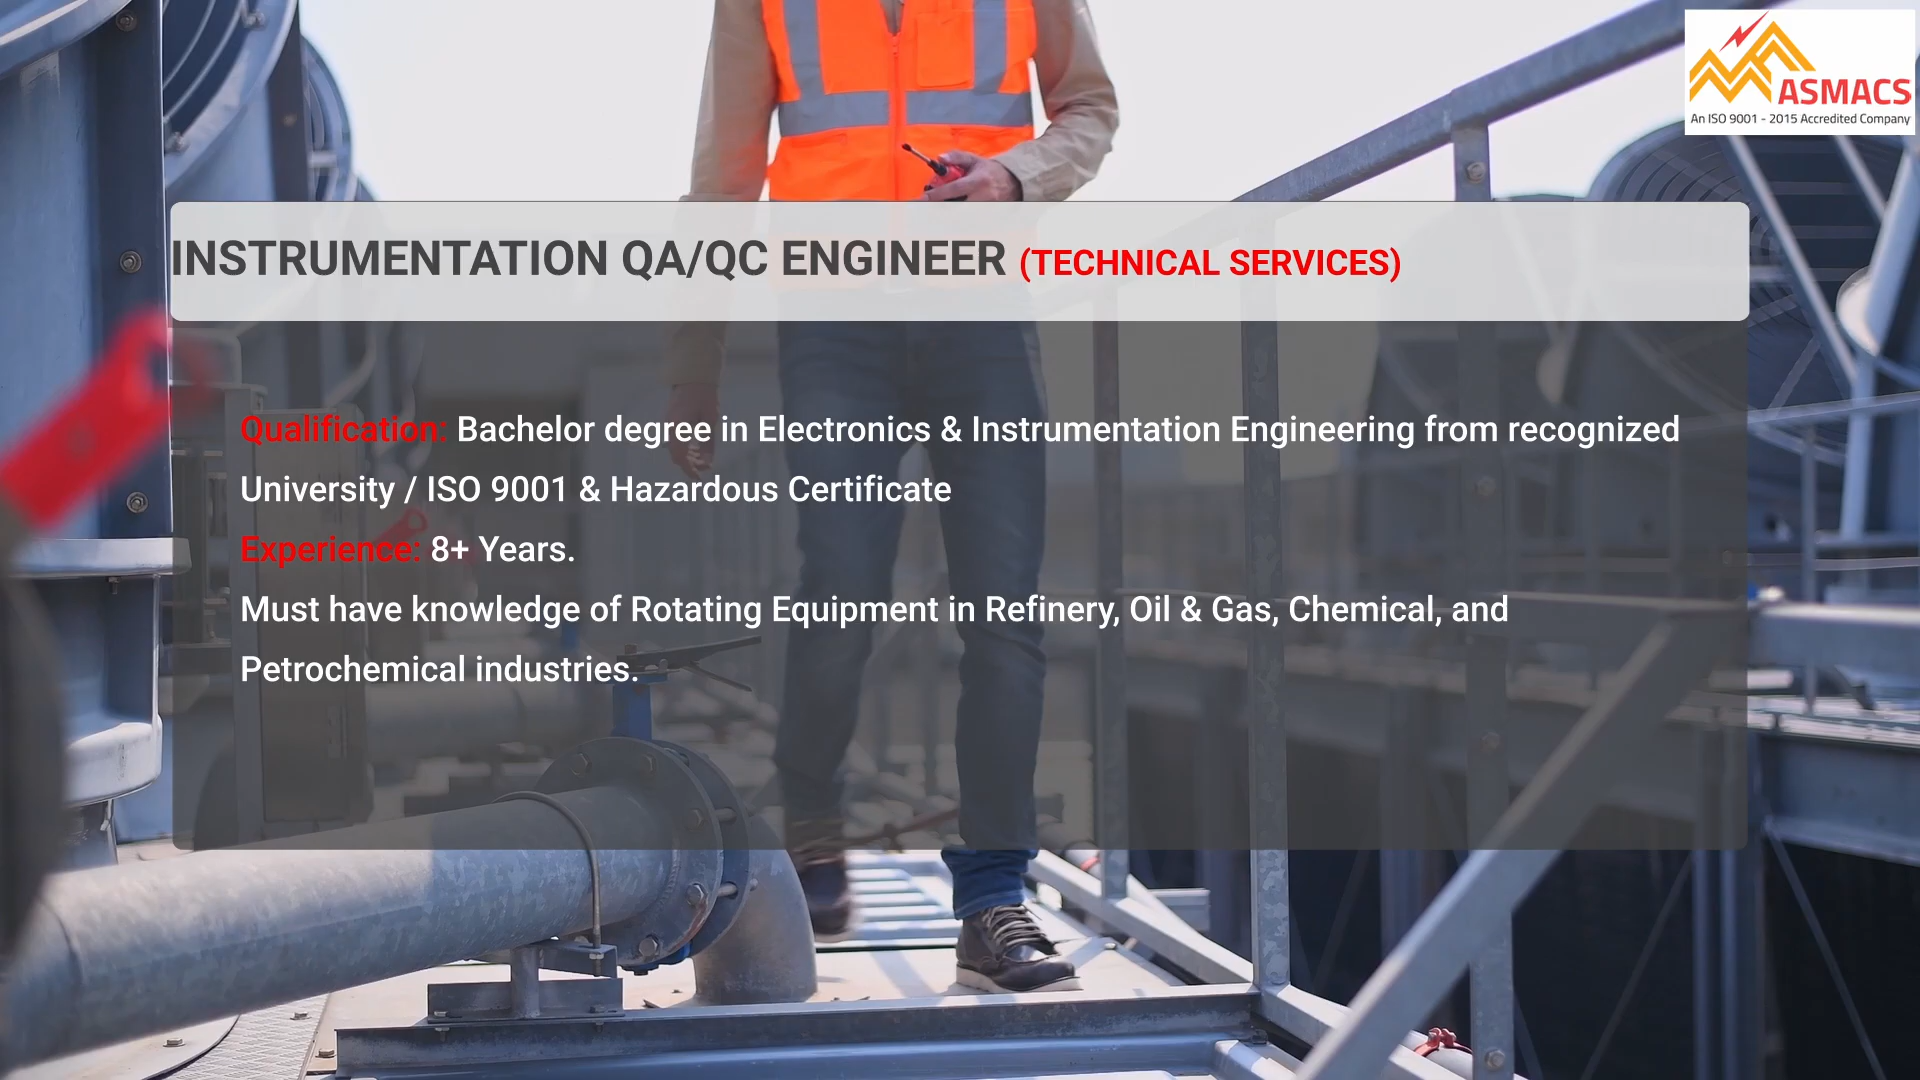 ASMACS
An ISO 9001 - 2015 Accredited Company
INSTRUMENTATION QA/QC ENGINEER (TECHNICAL SERVICES)
Qualification: Bachelor degree in Electronics & Instrumentation Engineering from recognized
University / ISO 9001 & Hazardous Certificate
Experience: 8+ Years.
Must have knowledge of Rotating Equipment in Refinery, Oil & Gas, Chemical, and
Petrochemical industries.